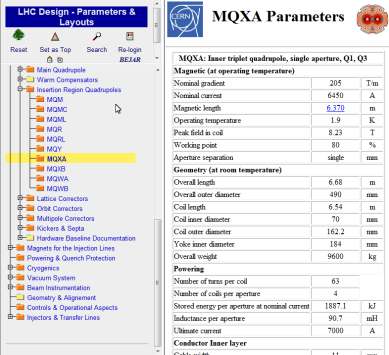 LHC Design - Parameters &
Layouts
Reset Set as Top Search Re-login
BEJAR
Main Quadrupole
Warm Compensators
Insertion Region Quadrupoles
MQM
MQMC
MQML
MQR
MQRL
MQY
MQXA
MQXB
MQWA
MQWB
Lattice Correctors
Orbit Correctors
Multipole Correctors
Kickers & Septa
Hardware Baseline Documentation
Magnets for the Injection Lines
Powering & Quench Protection
Cryogenics
Vacuum System
Beam Instrumentation
Geometry & Alignement
Controls & Operational Aspects
Injectors & Transfer Lines
CERN
MQXA Parameters
MQXA: Inner triplet quadrupole, single aperture, Q1, Q3
Magnetic (at operating temperature)
Nominal gradient 205 T/m
Nominal current 6450 A
Magnetic length 6.370 m
Operating temperature 1.9 K
Peak field in coil 8.23 T
Working point 80 %
Aperture separation single mm
Geometry (at room temperature)
Overall length 6.68 m
Overall outer diameter 490 mm
Coil length 6.54 m
Coil inner diameter 70 mm
Coil outer diameter 162.2 mm
Yoke inner diameter 184 mm
Overall weight 9600 kg
Powering
Number of turns per coil 63
Number of coils per aperture 4
Stored energy per aperture at nominal current 1887.1 kJ
Inductance per aperture 90.7 mH
Ultimate current 7000 A
Conductor Inner layer
Cable width 11 mm